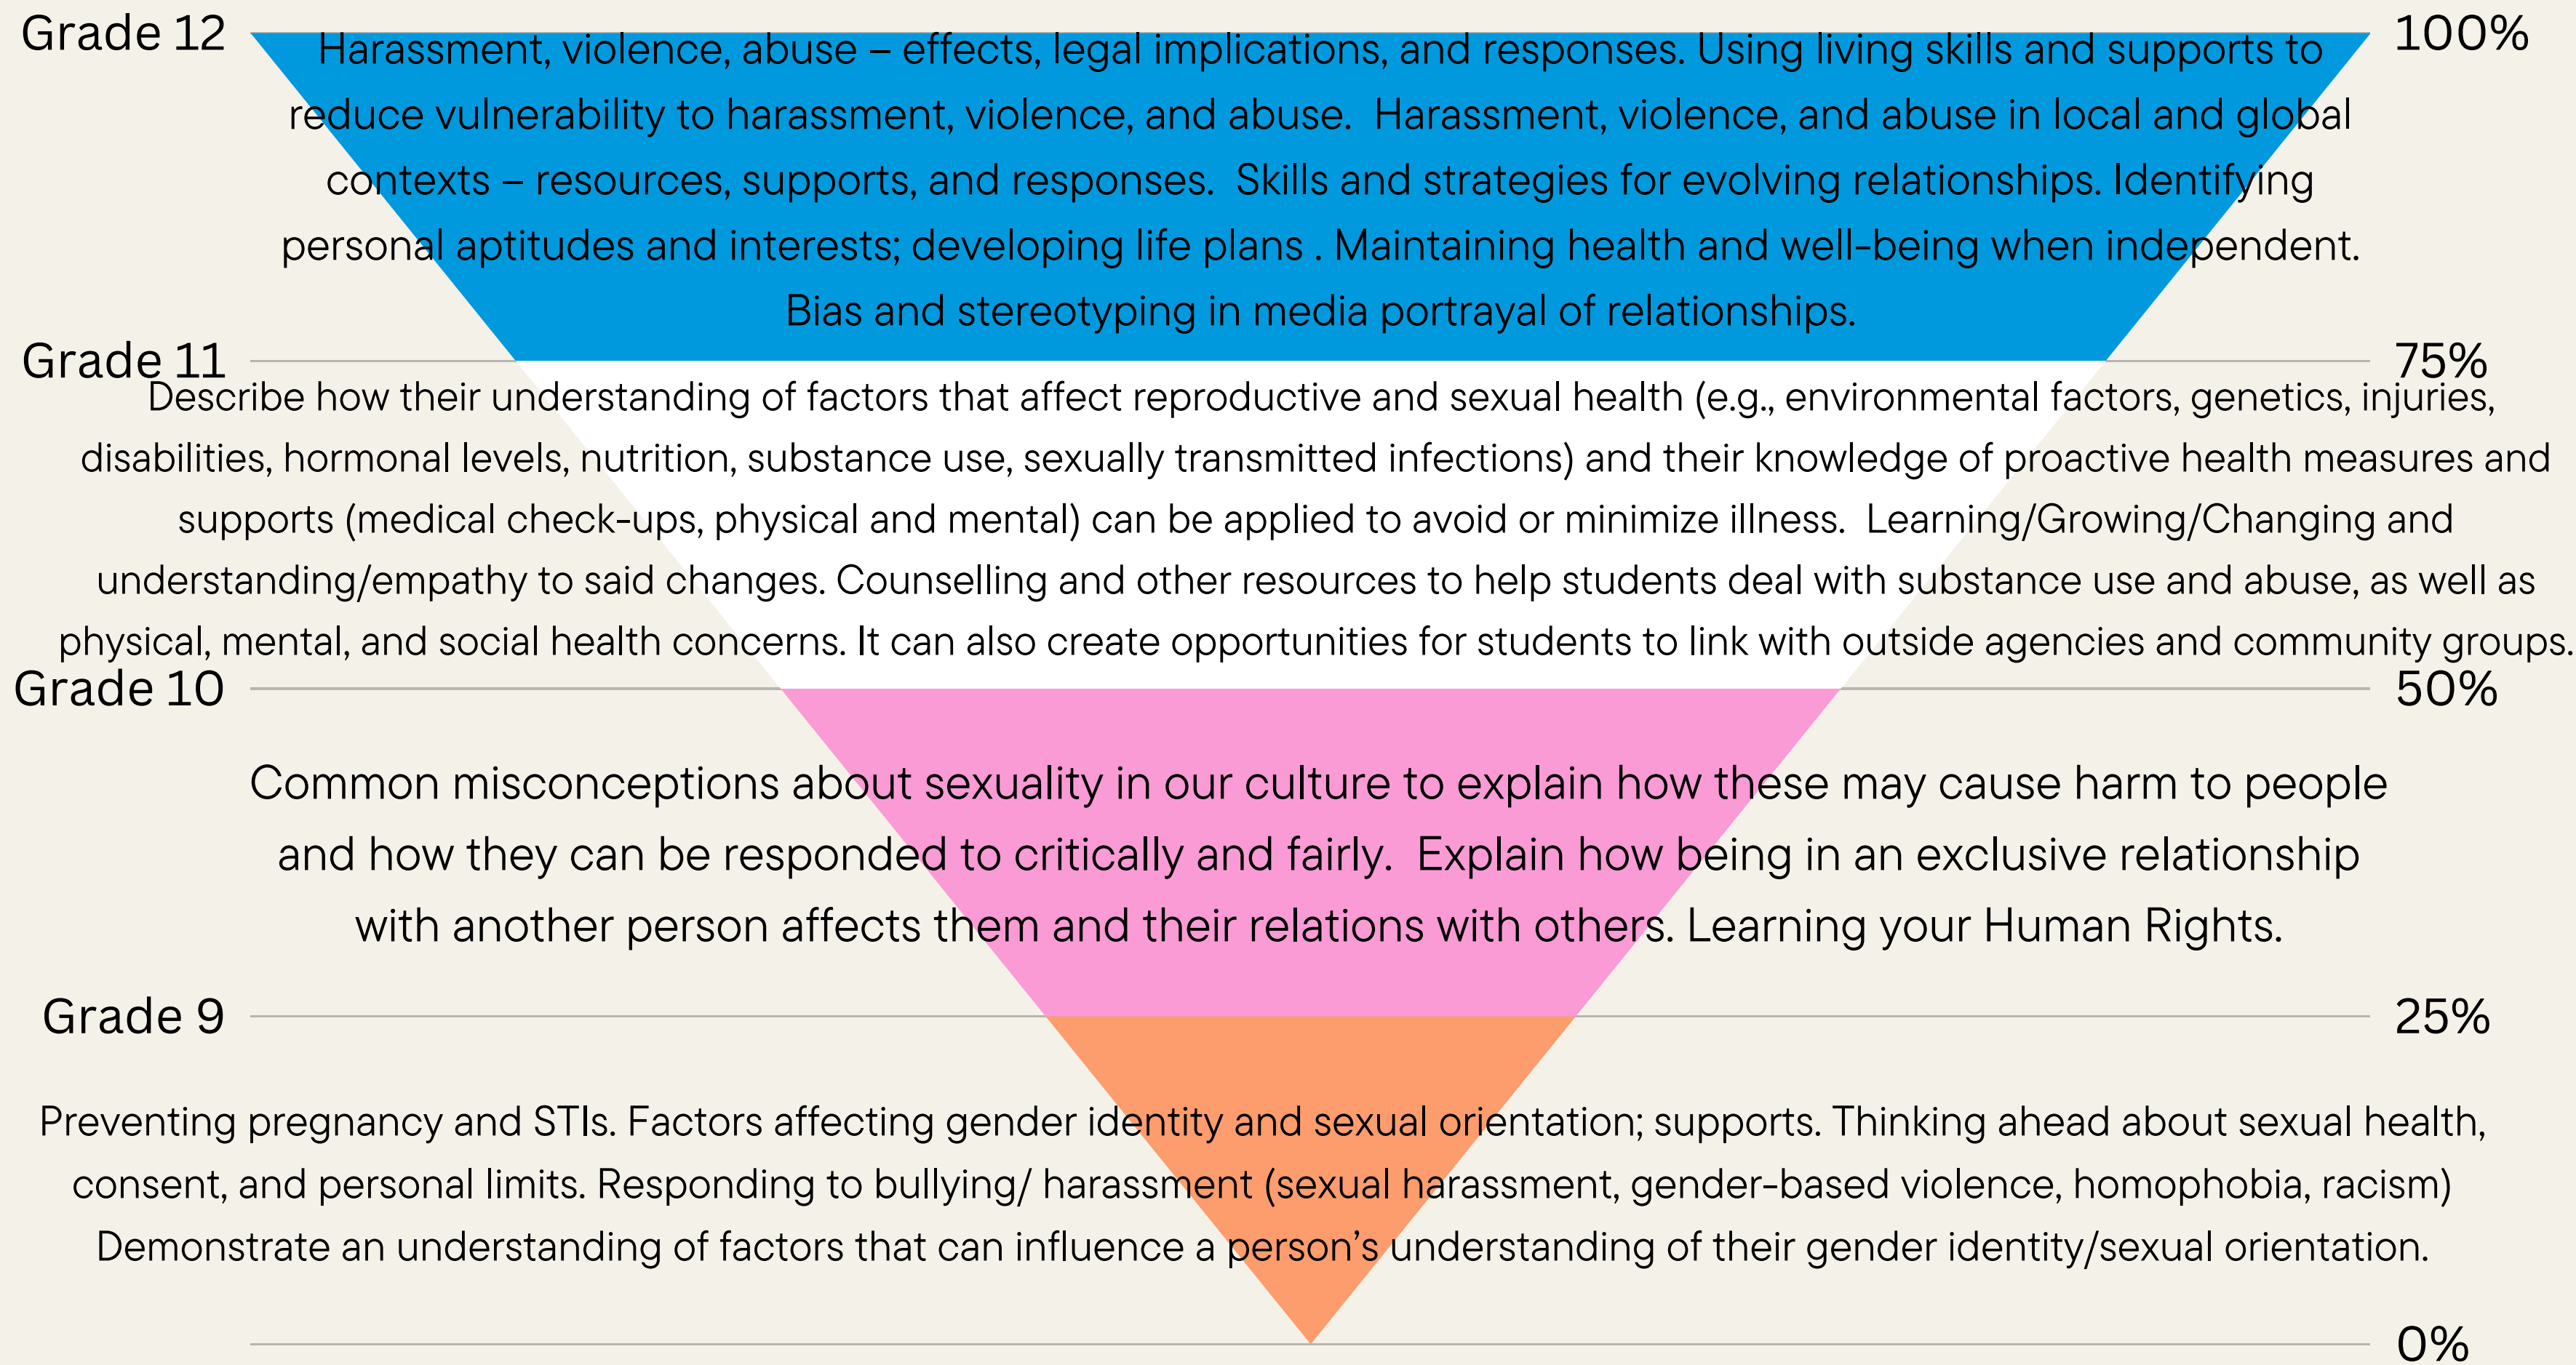 Grade 12
100%
Harassment, violence, abuse – effects, legal implications, and responses. Using living skills and supports to
reduce vulnerability to harassment, violence, and abuse.  Harassment, violence, and abuse in local and global
contexts – resources, supports, and responses.  Skills and strategies for evolving relationships. Identifying
personal aptitudes and interests; developing life plans . Maintaining health and well-being when independent.
Bias and stereotyping in media portrayal of relationships.
Grade 11
75%
Describe how their understanding of factors that affect reproductive and sexual health (e.g., environmental factors, genetics, injuries,
disabilities, hormonal levels, nutrition, substance use, sexually transmitted infections) and their knowledge of proactive health measures and
supports (medical check-ups, physical and mental) can be applied to avoid or minimize illness.  Learning/Growing/Changing and
understanding/empathy to said changes. Counselling and other resources to help students deal with substance use and abuse, as well as
physical, mental, and social health concerns. It can also create opportunities for students to link with outside agencies and community groups.
Grade 10
50%
Common misconceptions about sexuality in our culture to explain how these may cause harm to people
and how they can be responded to critically and fairly.  Explain how being in an exclusive relationship
with another person affects them and their relations with others. Learning your Human Rights.
Grade 9
25%
Preventing pregnancy and STIs. Factors affecting gender identity and sexual orientation; supports. Thinking ahead about sexual health,
consent, and personal limits. Responding to bullying/ harassment (sexual harassment, gender-based violence, homophobia, racism)
Demonstrate an understanding of factors that can influence a person’s understanding of their gender identity/sexual orientation.
0%